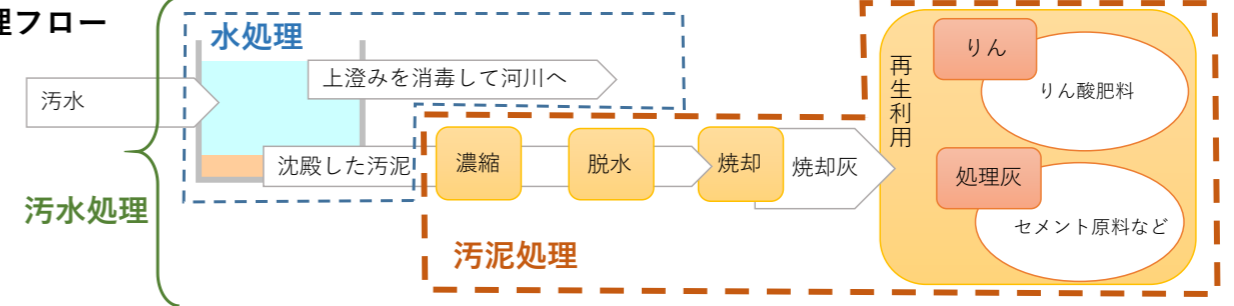 理フロー
水処理
汚水
上澄みを消毒して河川へ
沈殿した汚泥
濃縮
脱水
焼却
焼却灰
再生利用
りん
りん酸肥料
処理灰
セメント原料など
汚水処理
汚泥処理